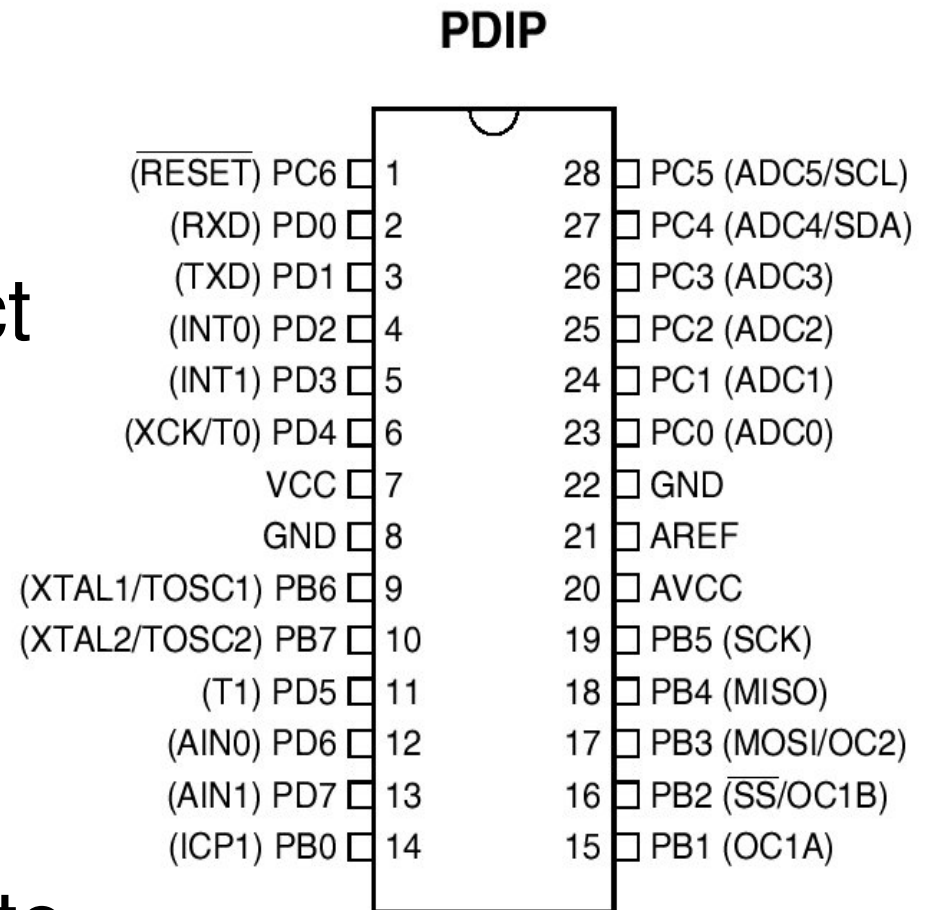 PDIP
(RESET) PC6 1 28 PC5 (ADC5/SCL)
(RXD) PD0 2 27 PC4 (ADC4/SDA)
(TXD) PD1 3 26 PC3 (ADC3)
ct
(INT0) PD2 4 25 PC2 (ADC2)
(INT1) PD3 5 24 PC1 (ADC1)
(XCK/T0) PD4 6 23 PC0 (ADC0)
VCC 7 22 GND
GND 8 21 AREF
(XTAL1/TOSC1) PB6 9 20 AVCC
(XTAL2/TOSC2) PB7 10 19 PB5 (SCK)
(T1) PD5 11 18 PB4 (MISO)
(AIN0) PD6 12 17 PB3 (MOSI/OC2)
(AIN1) PD7 13 16 PB2 (SS/OC1B)
(ICP1) PB0 14 15 PB1 (OC1A)